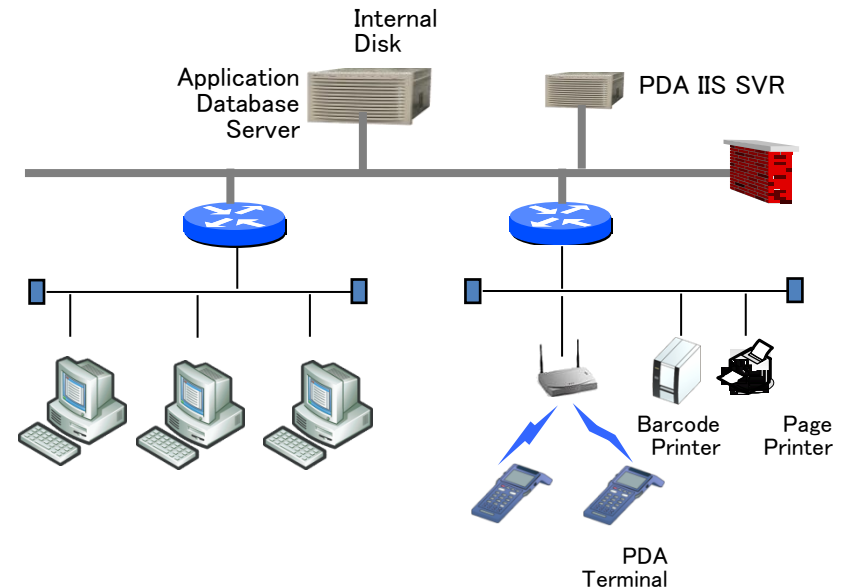 Internal
Disk
Application
Database
Server
PDA IIS SVR
Barcode
Printer
Page
Printer
PDA
Terminal